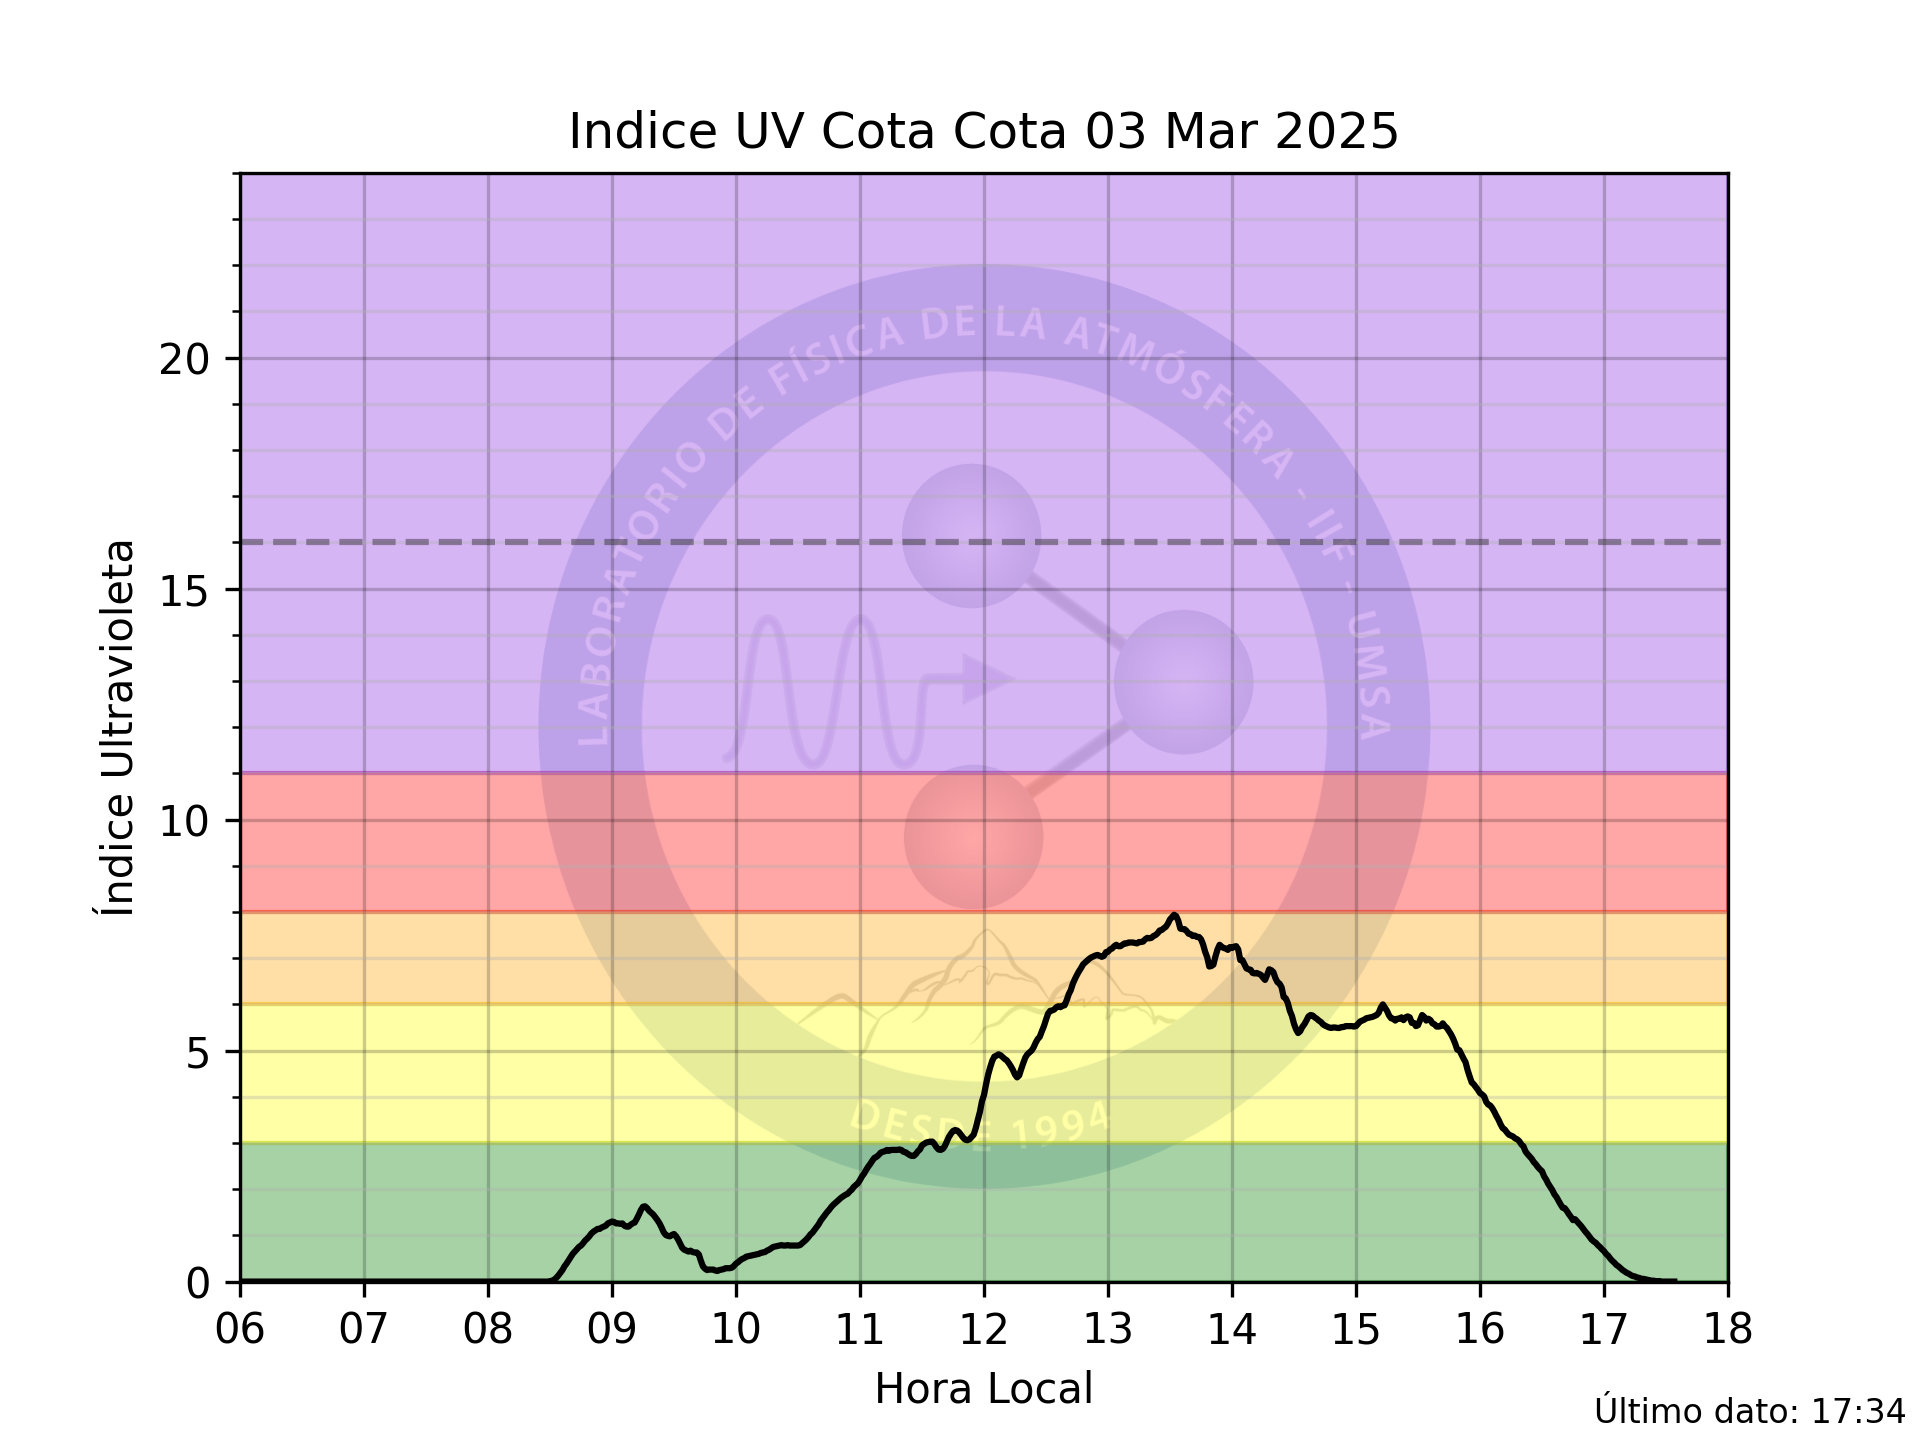 Indice UV Cota Cota 03 Mar 2025
20
15
10
5
0
Índice Ultravioleta
LABORATORIO DE FÍSICA DE LA ATMÓSFERA - IIF - UMSA
DESDE 1994
06 07 08 09 10 11 12 13 14 15 16 17 18
Hora Local
Último dato: 17:34